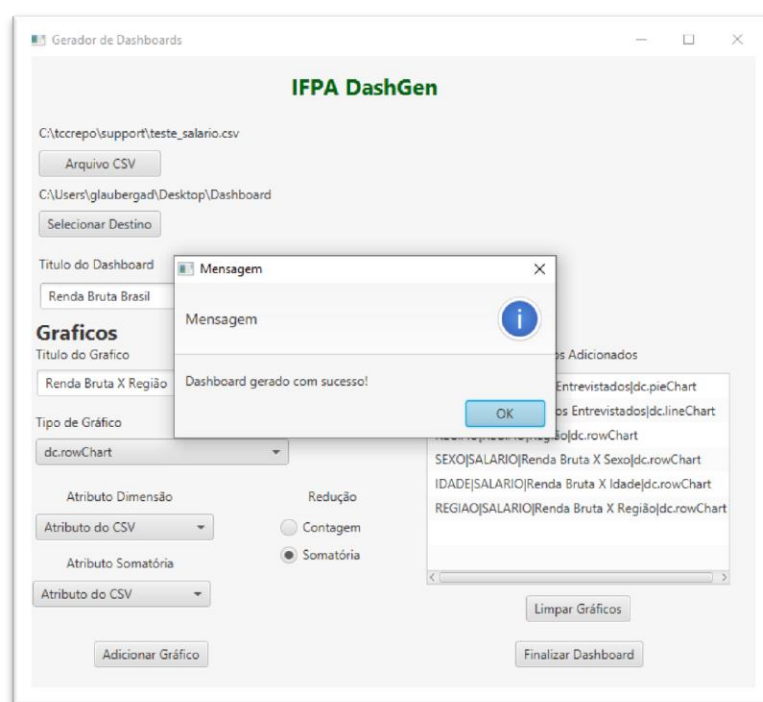 Gerador de Dashboards
IFPA DashGen
C:\tccrepo\support\teste_salario.csv
Arquivo CSV
C:\Users\glaubergad\Desktop\Dashboard
Selecionar Destino
Titulo do Dashboard
Renda Bruta Brasil
Mensagem
Mensagem
Dashboard gerado com sucesso!
OK
Graficos
Titulo do Grafico
Renda Bruta X Região
Tipo de Gráfico
dc.rowChart
Atributo Dimensão
Atributo do CSV
Atributo Somatória
Atributo do CSV
Redução
Contagem
Somatória
Adicionar Gráfico
Adicionados
Entrevistados|dc.pieChart
Entrevistados|dc.lineChart
dc.rowChart
SEXO|SALARIO|Renda Bruta X Sexo|dc.rowChart
IDADE|SALARIO|Renda Bruta X Idade|dc.rowChart
REGIAO|SALARIO|Renda Bruta X Região|dc.rowChart
Limpar Gráficos
Finalizar Dashboard